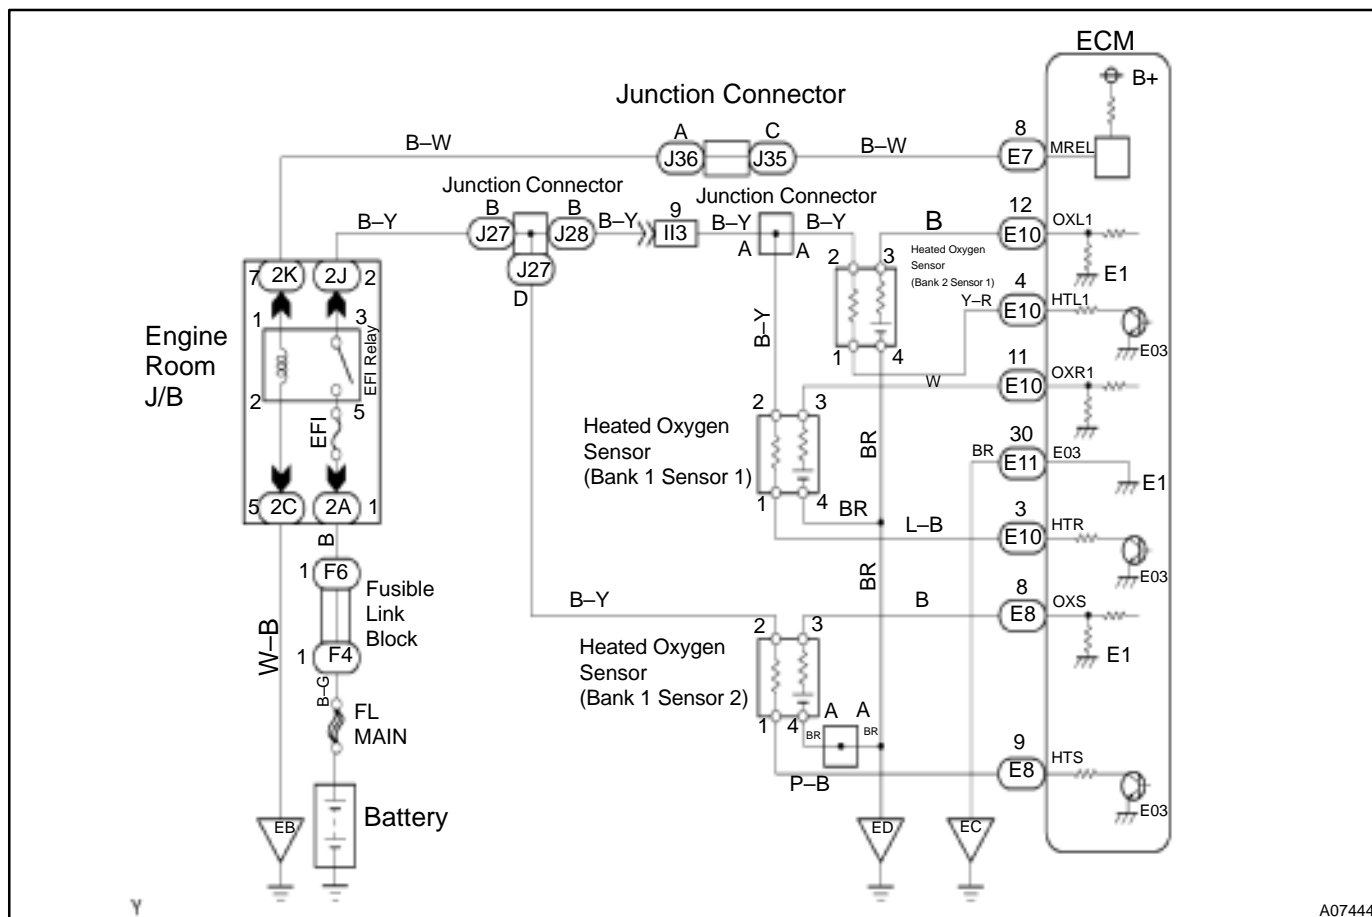 ECM
B+
Junction Connector
8
A
C
B–W
J36
J35
B–W
E7
MREL
Junction Connector
Junction Connector
B
B
9
12
B–Y
J27
J28
B–Y
II3
B–Y
B–Y
B
E10
OXL1
A
A
J27
D
2
3
Heated Oxygen
Sensor
(Bank 2 Sensor 1)
E1
7
2K
2J
2
4
Y–R
E10
HTL1
1
3
Engine
Room
J/B
EFI Relay
B–Y
1
4
E03
11
W
E10
OXR1
2
5
EFI
2
3
Heated Oxygen
Sensor
(Bank 1 Sensor 1)
BR
30
BR
E11
E03
E1
5
2C
2A
1
1
4
BR
3
L–B
E10
HTR
B
1
F6
Fusible
Link
Block
BR
E03
B–Y
B
8
E8
OXS
W–B
1
F4
2
3
Heated Oxygen
Sensor
(Bank 1 Sensor 2)
E1
B–G
FL
MAIN
1
4
A
A
BR
BR
9
P–B
E8
HTS
Battery
EB
ED
EC
E03
Y
A07444